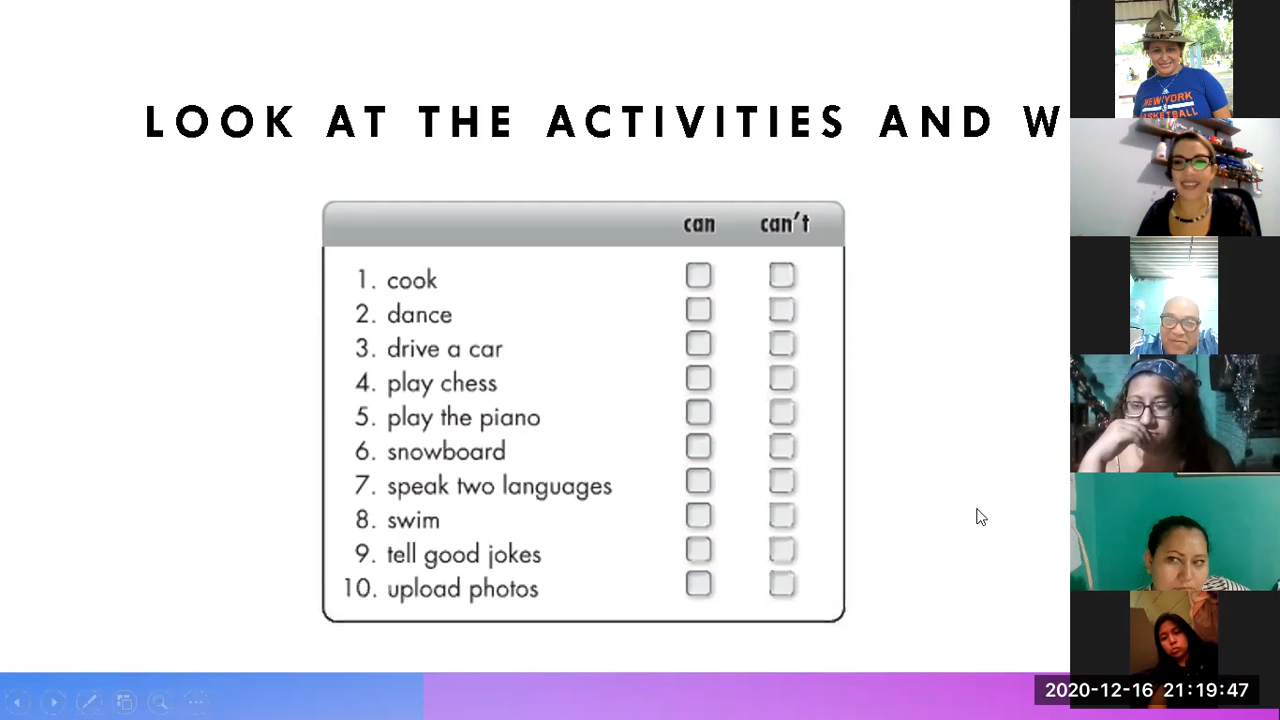 LOOK AT THE ACTIVITIES AND W
can can't
1. cook
2. dance
3. drive a car
4. play chess
5. play the piano
6. snowboard
7. speak two languages
8. swim
9. tell good jokes
10. upload photos
NEW YORK
BASKETBALL
2020-12-16 21:19:47